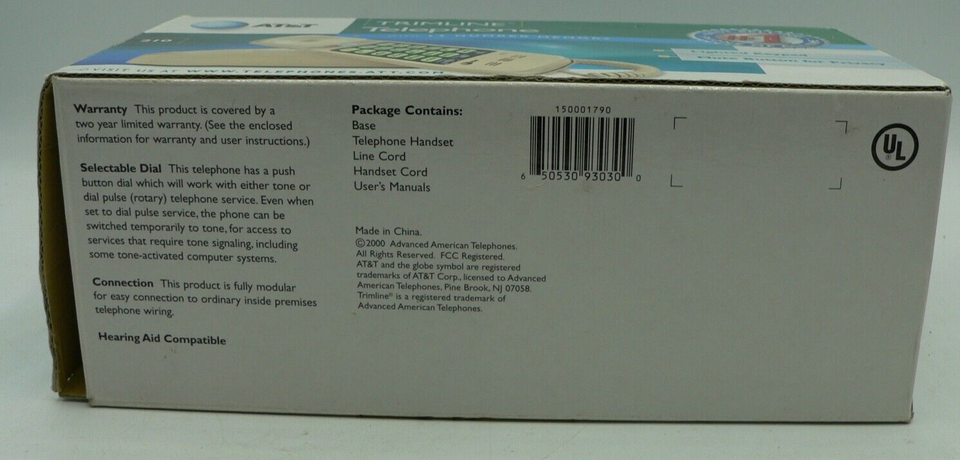 AT&T
TRIMLINE®
Telephone
210
VISIT US AT WWW.TELEPHONES.ATT.COM
Warranty This product is covered by a
two year limited warranty. (See the enclosed
information for warranty and user instructions.)
Selectable Dial This telephone has a push
button dial which will work with either tone or
dial pulse (rotary) telephone service. Even when
set to dial pulse service, the phone can be
switched temporarily to tone, for access to
services that require tone signaling, including
some tone-activated computer systems.
Connection This product is fully modular
for easy connection to ordinary inside premises
telephone wiring.
Hearing Aid Compatible
Package Contains:
Base
Telephone Handset
Line Cord
Handset Cord
User's Manuals
Made in China.
©2000 Advanced American Telephones.
All Rights Reserved. FCC Registered.
AT&T and the globe symbol are registered
trademarks of AT&T Corp., licensed to Advanced
American Telephones, Pine Brook, NJ 07058.
Trimline® is a registered trademark of
Advanced American Telephones.
150001790
6 50530 93030 0
UL
®